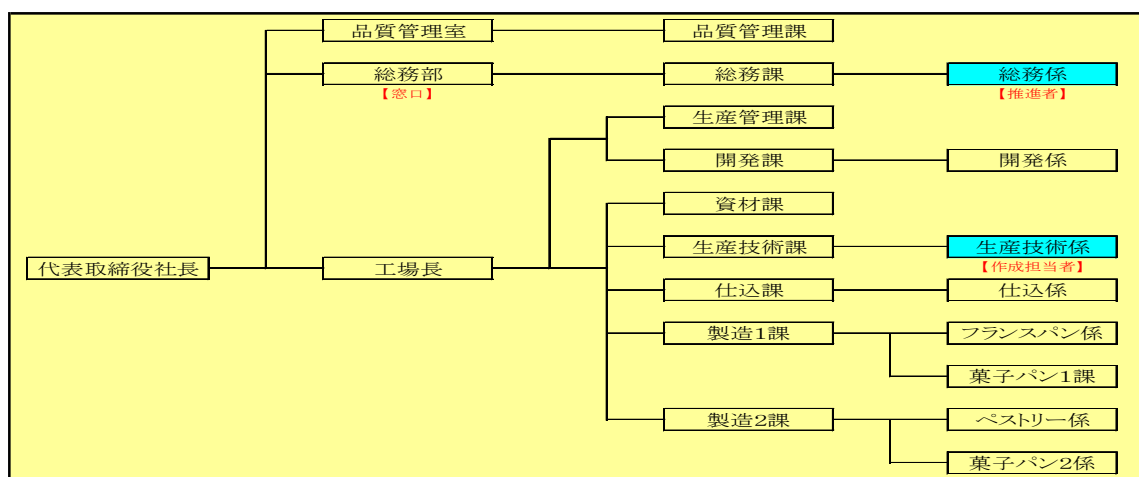 品質管理室 品質管理課
総務部 総務課 総務係
【窓口】 【推進者】
生産管理課
開発課 開発係
資材課
生産技術課 生産技術係
代表取締役社長 工場長
【作成担当者】
仕込課 仕込係
製造1課 フランスパン係
菓子パン1課
製造2課 ペストリー係
菓子パン2係